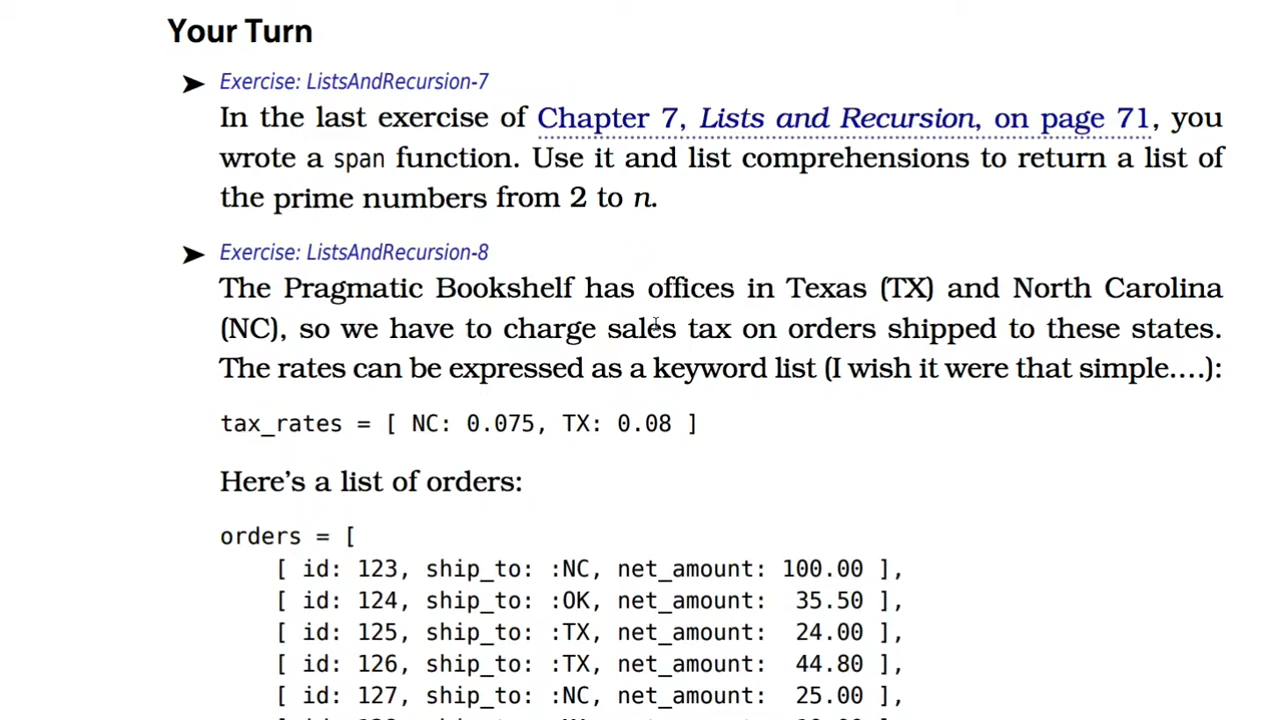 Your Turn
Exercise: ListsAndRecursion-7
In the last exercise of Chapter 7, Lists and Recursion, on page 71, you
wrote a span function. Use it and list comprehensions to return a list of
the prime numbers from 2 to n.
Exercise: ListsAndRecursion-8
The Pragmatic Bookshelf has offices in Texas (TX) and North Carolina
(NC), so we have to charge sales tax on orders shipped to these states.
The rates can be expressed as a keyword list (I wish it were that simple….):
tax_rates = [ NC: 0.075, TX: 0.08 ]
Here’s a list of orders:
orders = [
[ id: 123, ship_to: :NC, net_amount: 100.00 ],
[ id: 124, ship_to: :OK, net_amount: 35.50 ],
[ id: 125, ship_to: :TX, net_amount: 24.00 ],
[ id: 126, ship_to: :TX, net_amount: 44.80 ],
[ id: 127, ship_to: :NC, net_amount: 25.00 ],